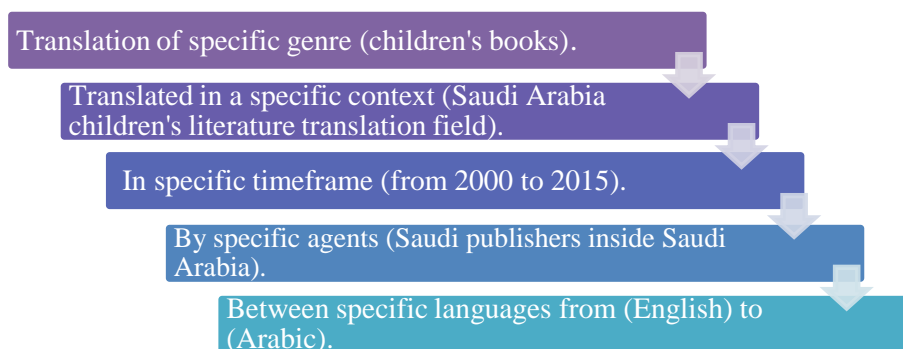 Translation of specific genre (children's books).
Translated in a specific context (Saudi Arabia
children's literature translation field).
In specific timeframe (from 2000 to 2015).
By specific agents (Saudi publishers inside Saudi
Arabia).
Between specific languages from (English) to
(Arabic).